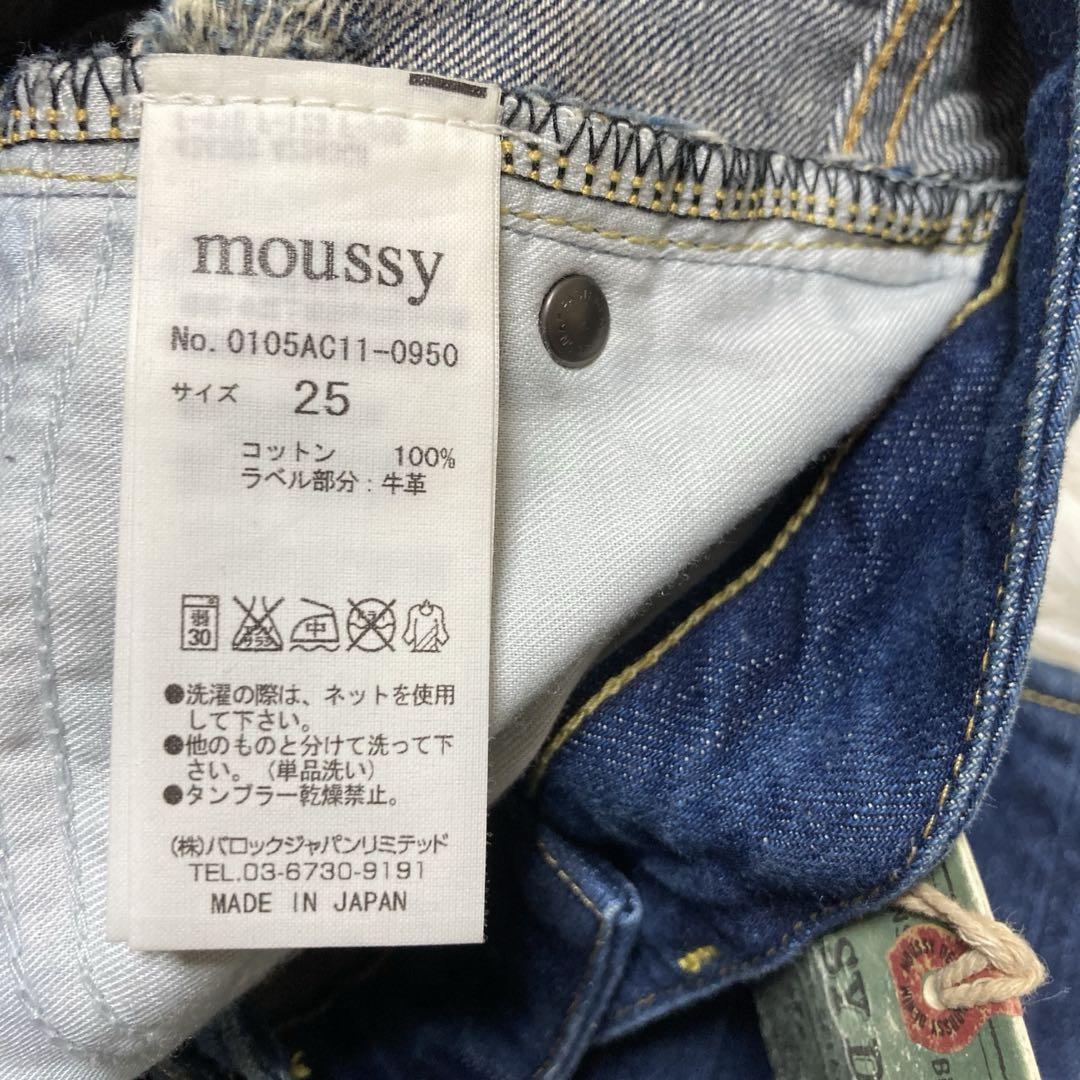 moussy
No. 0105AC11-0950
サイズ 25
コットン 100%
ラベル部分：牛革
弱 30 中
●洗濯の際は、ネットを使用
して下さい。
●他のものと分けて洗って下
さい。（単品洗い）
●タンブラー乾燥禁止。
(株)バロックジャパンリミテッド
TEL.03-6730-9191
MADE IN JAPAN
SY D